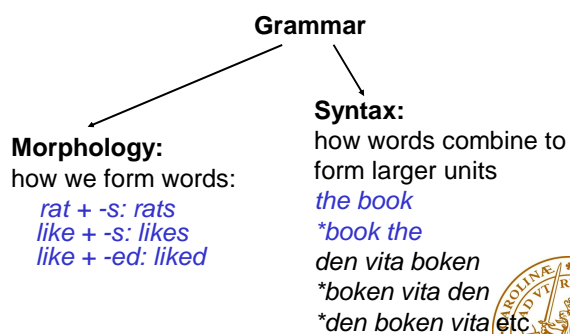 Grammar
Morphology:
how we form words:
rat + -s: rats
like + -s: likes
like + -ed: liked
Syntax:
how words combine to
form larger units
the book
*book the
den vita boken
*boken vita den
*den boken vita etc